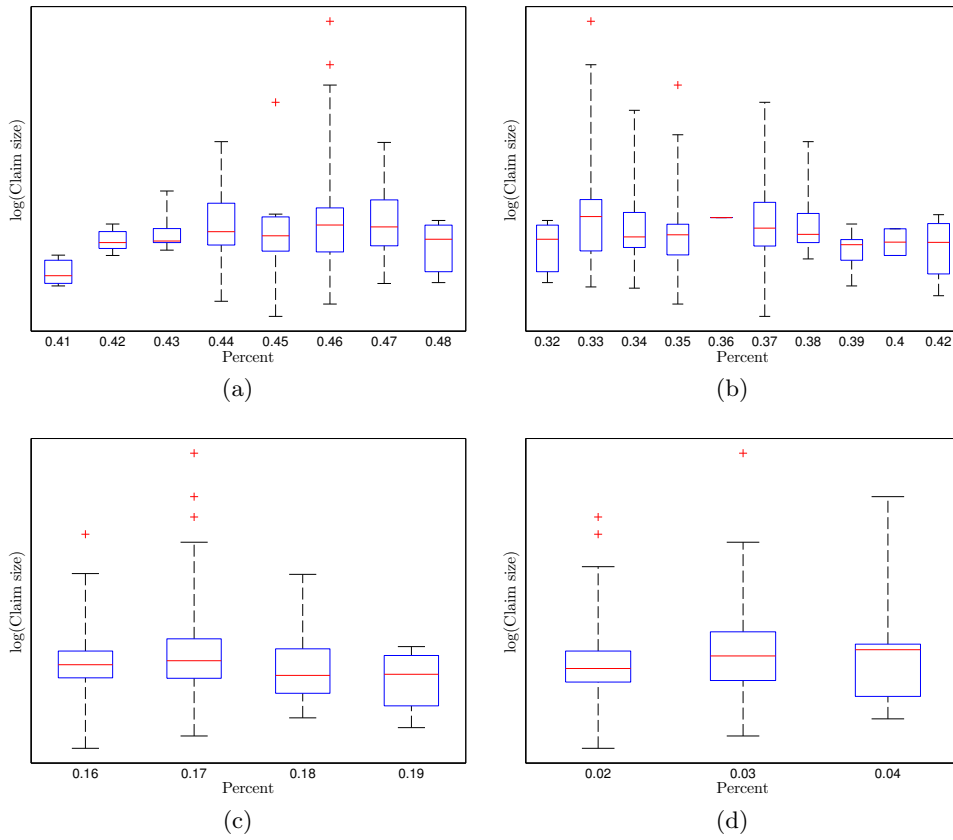 log(Claim size)
0.41 0.42 0.43 0.44 0.45 0.46 0.47 0.48
Percent
(a)
log(Claim size)
0.32 0.33 0.34 0.35 0.36 0.37 0.38 0.39 0.4 0.42
Percent
(b)
log(Claim size)
0.16 0.17 0.18 0.19
Percent
(c)
log(Claim size)
0.02 0.03 0.04
Percent
(d)